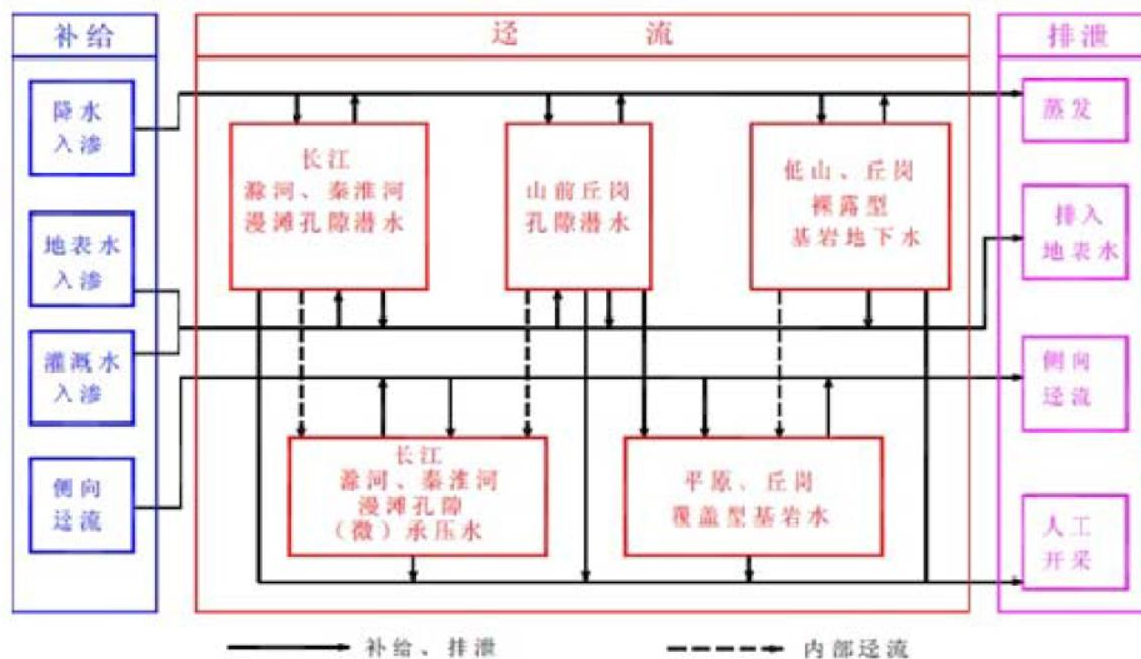 补给
迳 流
排泄
降水
入渗
地表水
入渗
灌溉水
入渗
侧向
迳流
长江
滁河、秦淮河
漫滩孔隙潜水
山前丘岗
孔隙潜水
低山、丘岗
裸露型
基岩地下水
长江
滁河、秦淮河
漫滩孔隙
（微）承压水
平原、丘岗
覆盖型基岩水
蒸发
排入
地表水
侧向
迳流
人工
开采
补给、排泄
内部迳流